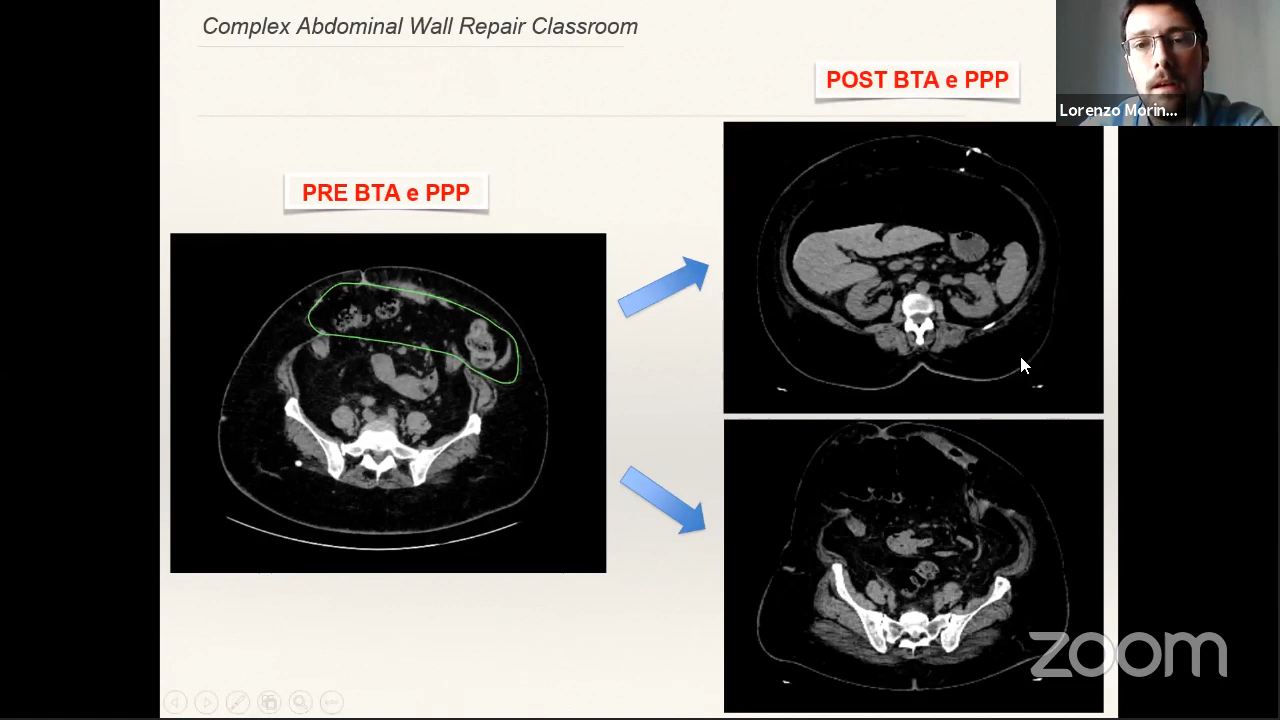 Complex Abdominal Wall Repair Classroom
POST BTA e PPP
Lorenzo Morin...
PRE BTA e PPP
zoom